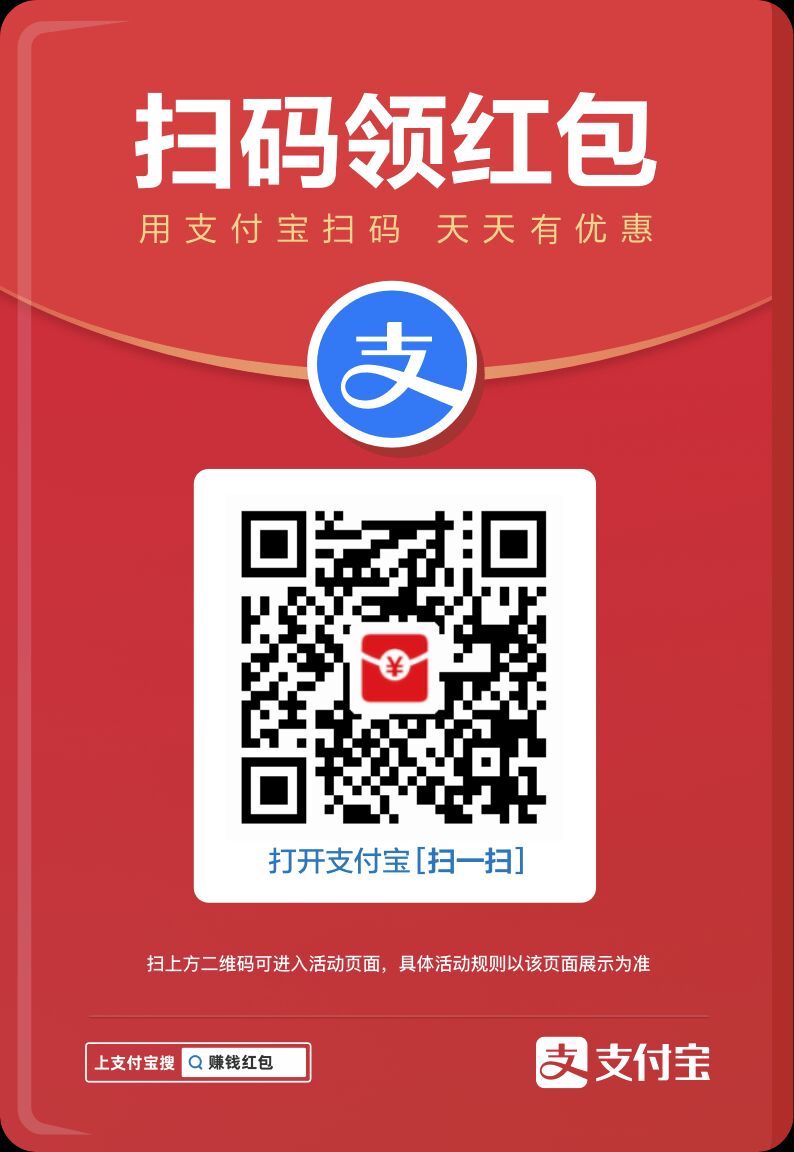 扫码领红包
用支付宝扫码 天天有优惠
支
¥
打开支付宝[扫一扫]
扫上方二维码可进入活动页面，具体活动规则以该页面展示为准
上支付宝搜 赚钱红包
支 支付宝